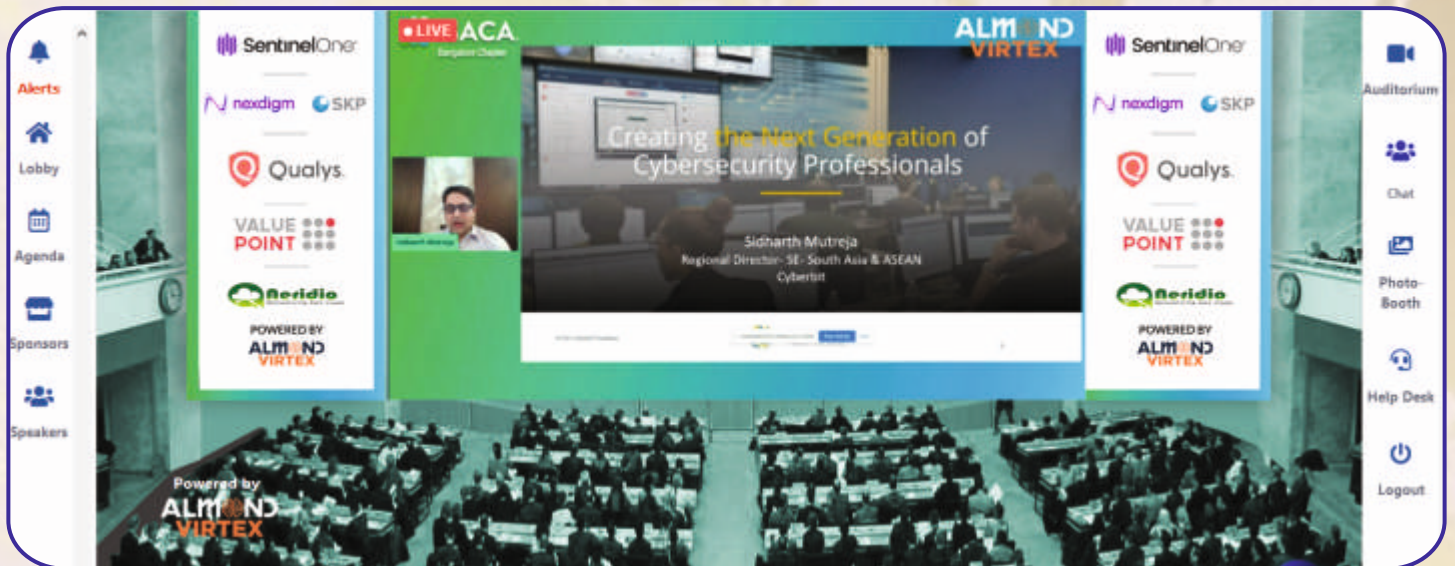 Alerts
Lobby
Agenda
Sponsors
Speakers
SentinelOne
nexdigm SKP
Qualys.
VALUE
POINT
neridio
POWERED BY
ALMOND
VIRTEX
LIVE
ACA
Bangalore Chapter
ALMOND
VIRTEX
Creating the Next Generation of
Cybersecurity Professionals
Sidharth Mutreja
Regional Director- SE- South Asia & ASEAN
Cyberbit
SentinelOne
nexdigm SKP
Qualys.
VALUE
POINT
neridio
POWERED BY
ALMOND
VIRTEX
Auditorium
Chat
Photo-
Booth
Help Desk
Logout
Powered by
ALMOND
VIRTEX